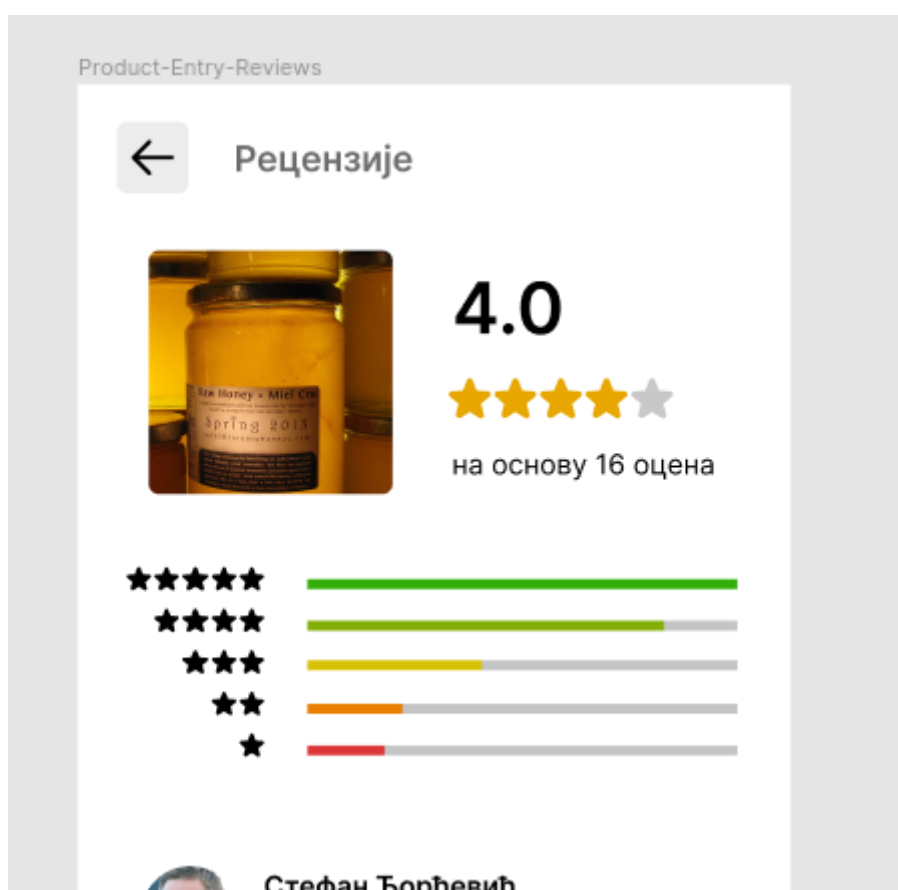 Product-Entry-Reviews
Рецензије
Raw Honey • Miel Cru
Spring 2013
4.0
на основу 16 оцена
Стефан Ђорђевић